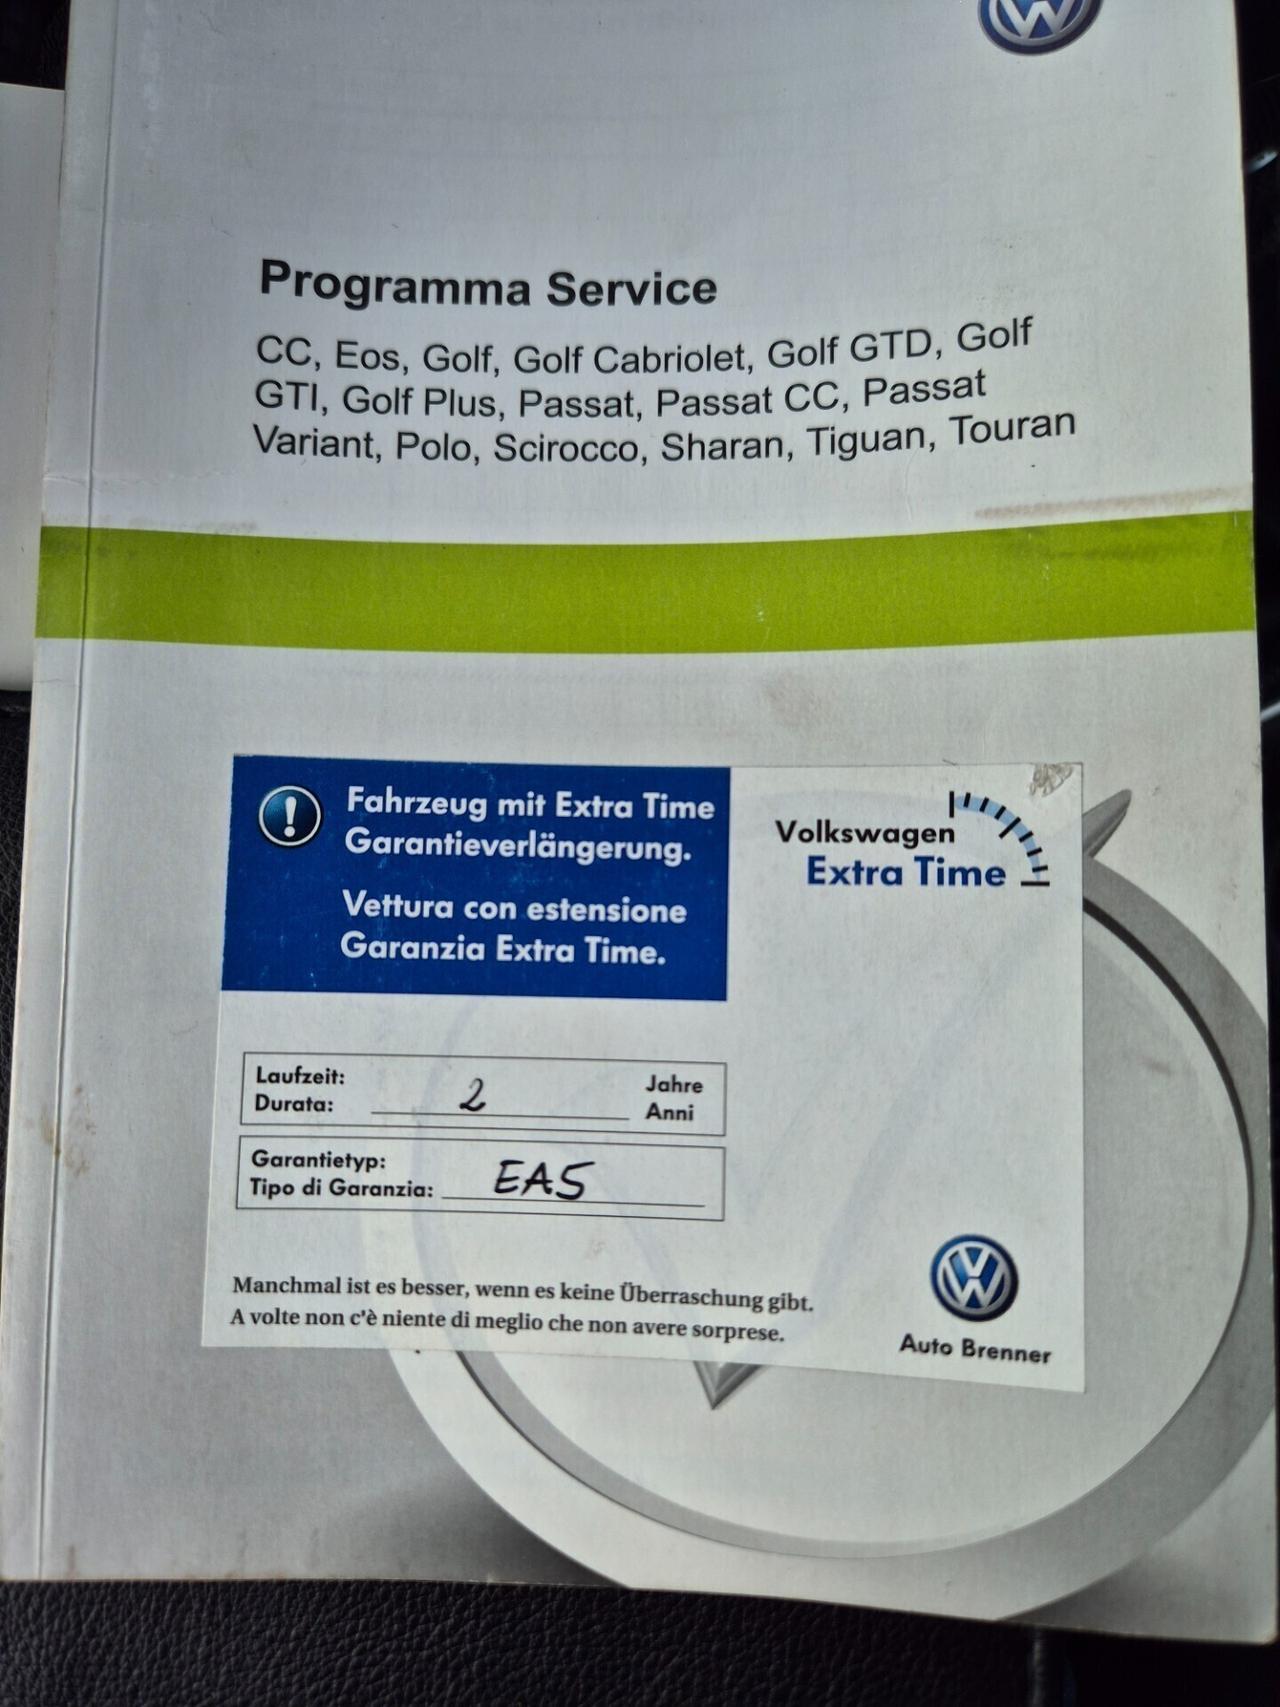 Programma Service
CC, Eos, Golf, Golf Cabriolet, Golf GTD, Golf
GTI, Golf Plus, Passat, Passat CC, Passat
Variant, Polo, Scirocco, Sharan, Tiguan, Touran
Fahrzeug mit Extra Time
Garantieverlängerung.
Vettura con estensione
Garanzia Extra Time.
Volkswagen
Extra Time
Laufzeit:
Durata:
2
Jahre
Anni
Garantietyp:
Tipo di Garanzia:
EA5
Manchmal ist es besser, wenn es keine Überraschung gibt.
A volte non c'è niente di meglio che non avere sorprese.
Auto Brenner